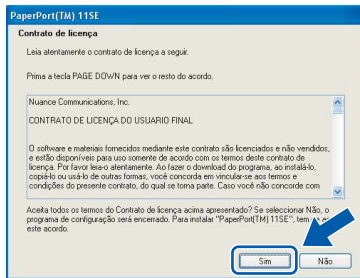 PaperPort(TM) 11SE
Contrato de licença
Leia atentamente o contrato de licença a seguir.
Prima a tecla PAGE DOWN para ver o resto do acordo.
Nuance Communications, Inc.
CONTRATO DE LICENÇA DO USUARIO FINAL
O software e materiais fornecidos mediante este contrato são licenciados e não vendidos,
e estão disponíveis para uso somente de acordo com os termos deste contrato de
licença. Por favor leia-o atentamente. Ao fazer o download do programa, ao instalá-lo,
copiá-lo ou usá-lo de outras formas, você concorda em vincular-se aos termos e
condições do presente contrato, do qual se torna parte. Caso você não concorde com
Aceita todos os termos do Contrato de licença acima apresentado? Se seleccionar Não, o
programa de configuração será encerrado. Para instalar "PaperPort(TM) 11SE", tem
este acordo.
Sim
Não